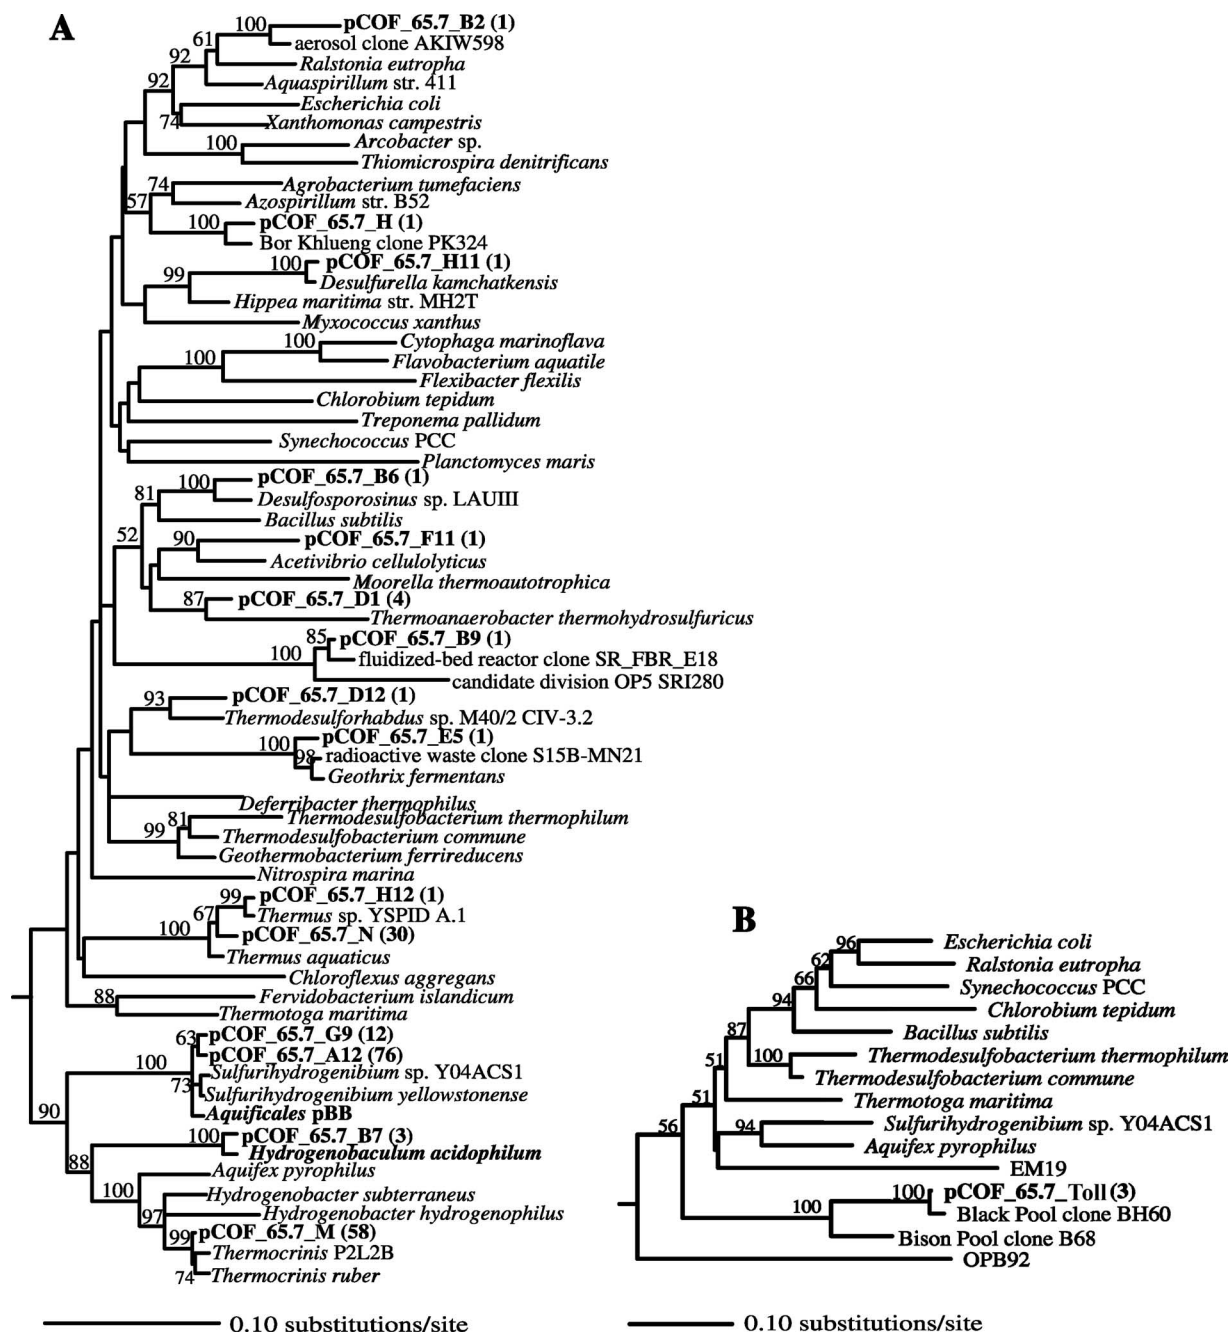 A
100 pCOF_65.7_B2 (1)
61 aerosol clone AKIW598
92 Ralstonia eutropha
92 Aquaspirillum str. 411
Escherichia coli
74 Xanthomonas campestris
100 Arcobacter sp.
Thiomicrospira denitrificans
74 Agrobacterium tumefaciens
57 Azospirillum str. B52
100 pCOF_65.7_H (1)
Bor Khlueng clone PK324
100 pCOF_65.7_H11 (1)
99 Desulfurella kamchatkensis
Hippea maritima str. MH2T
Myxococcus xanthus
100 Cytophaga marinoflava
100 Flavobacterium aquatile
Flexibacter flexilis
Chlorobium tepidum
Treponema pallidum
Synechococcus PCC
Planctomyces maris
100 pCOF_65.7_B6 (1)
81 Desulfosporosinus sp. LAUIII
Bacillus subtilis
52 90 pCOF_65.7_F11 (1)
Acetivibrio cellulolyticus
Moorella thermoautotrophica
87 pCOF_65.7_D1 (4)
Thermoanaerobacter thermohydrosulfuricus
85 pCOF_65.7_B9 (1)
100 fluidized-bed reactor clone SR_FBR_E18
candidate division OP5 SRI280
93 pCOF_65.7_D12 (1)
Thermodesulforhabdus sp. M40/2 CIV-3.2
100 pCOF_65.7_E5 (1)
98 radioactive waste clone S15B-MN21
Geothrix fermentans
Deferribacter thermophilus
81 Thermodesulfobacterium thermophilum
99 Thermodesulfobacterium commune
Geothermobacterium ferrireducens
Nitrospira marina
99 pCOF_65.7_H12 (1)
67 Thermus sp. YSPID A.1
100 pCOF_65.7_N (30)
Thermus aquaticus
Chloroflexus aggregans
88 Fervidobacterium islandicum
Thermotoga maritima
63 pCOF_65.7_G9 (12)
100 pCOF_65.7_A12 (76)
Sulfurihydrogenibium sp. Y04ACS1
73 Sulfurihydrogenibium yellowstonense
90 Aquificales pBB
100 pCOF_65.7_B7 (3)
88 Hydrogenobaculum acidophilum
Aquifex pyrophilus
100 Hydrogenobacter subterraneus
97 Hydrogenobacter hydrogenophilus
99 pCOF_65.7_M (58)
Thermocrinis P2L2B
74 Thermocrinis ruber
0.10 substitutions/site
B
96 Escherichia coli
62 Ralstonia eutropha
66 Synechococcus PCC
94 Chlorobium tepidum
87 Bacillus subtilis
100 Thermodesulfobacterium thermophilum
51 Thermodesulfobacterium commune
51 Thermotoga maritima
94 Sulfurihydrogenibium sp. Y04ACS1
56 Aquifex pyrophilus
EM19
100 pCOF_65.7_Toll (3)
100 Black Pool clone BH60
Bison Pool clone B68
OPB92
0.10 substitutions/site